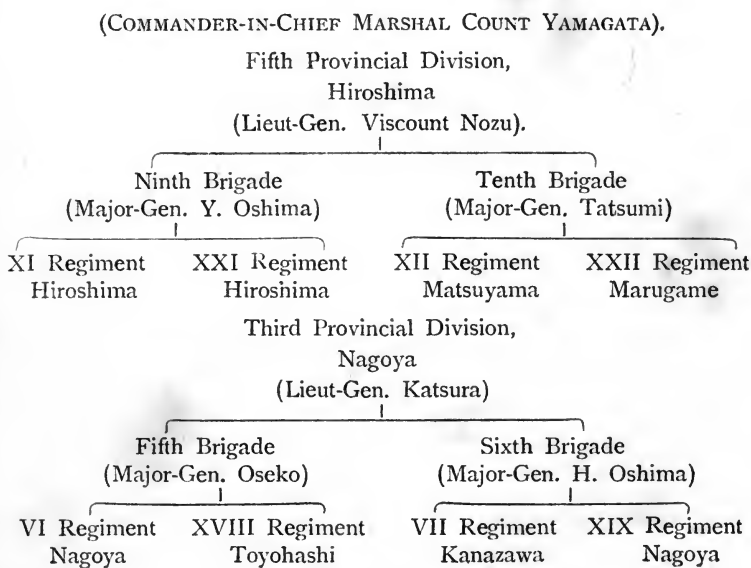 (COMMANDER-IN-CHIEF MARSHAL COUNT YAMAGATA).
Fifth Provincial Division,
Hiroshima
(Lieut-Gen. Viscount Nozu).
Ninth Brigade Tenth Brigade
(Major-Gen. Y. Oshima) (Major-Gen. Tatsumi)
XI Regiment XXI Regiment XII Regiment XXII Regiment
Hiroshima Hiroshima Matsuyama Marugame
Third Provincial Division,
Nagoya
(Lieut-Gen. Katsura)
Fifth Brigade Sixth Brigade
(Major-Gen. Oseko) (Major-Gen. H. Oshima)
VI Regiment XVIII Regiment VII Regiment XIX Regiment
Nagoya Toyohashi Kanazawa Nagoya